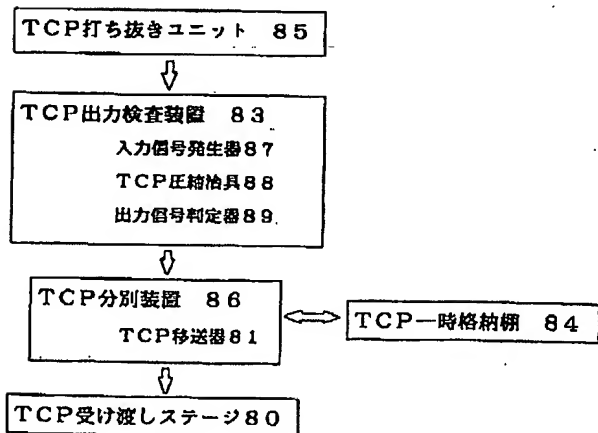 TCP打ち抜きユニット 85
TCP出力検査装置 83
入力信号発生器87
TCP圧縮治具88
出力信号判定器89
TCP分別装置 86
TCP移送器81
TCP一時格納棚 84
TCP受け渡しステージ80